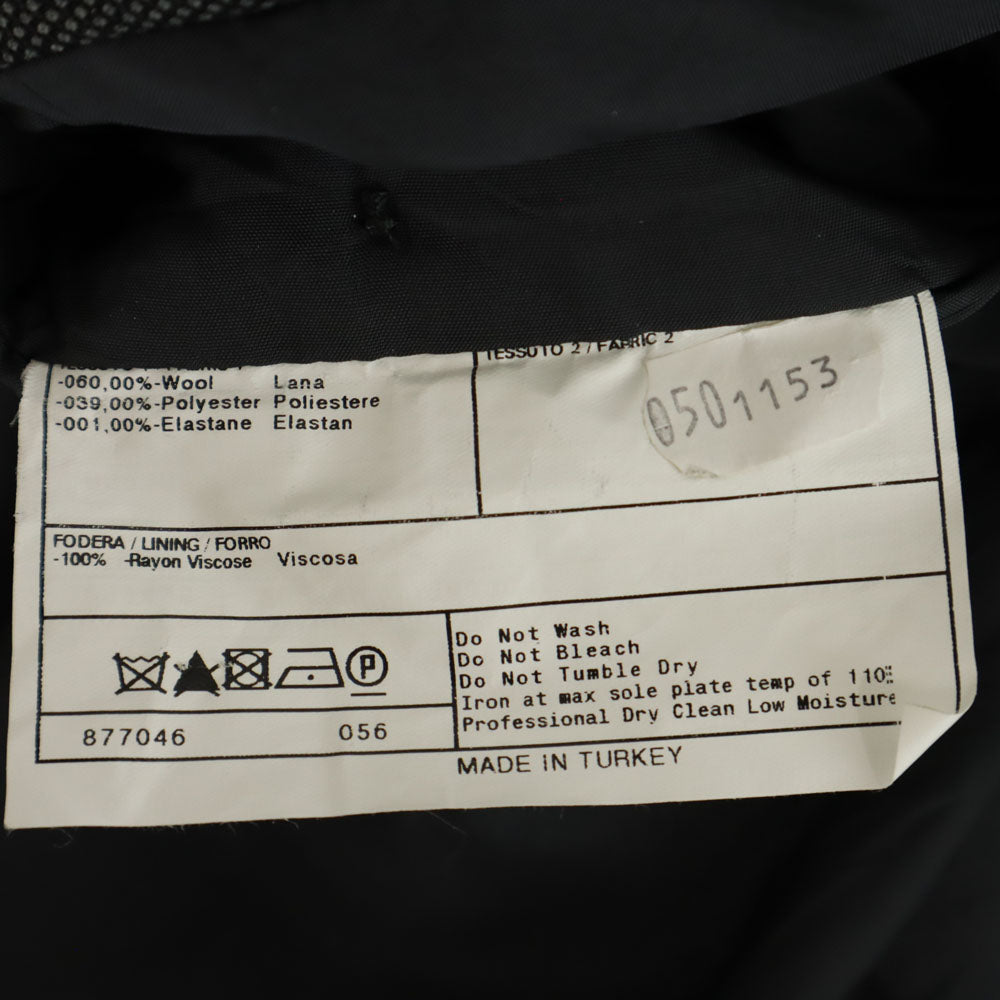 TESSUTO 2 / FABRIC 2
-060,00%-Wool Lana
-039,00%-Polyester Poliestere
-001,00%-Elastane Elastan
0501153
FODERA / LINING / FORRO
-100% -Rayon Viscose Viscosa
P
Do Not Wash
Do Not Bleach
Do Not Tumble Dry
Iron at max sole plate temp of 110
Professional Dry Clean Low Moisture
877046 056
MADE IN TURKEY